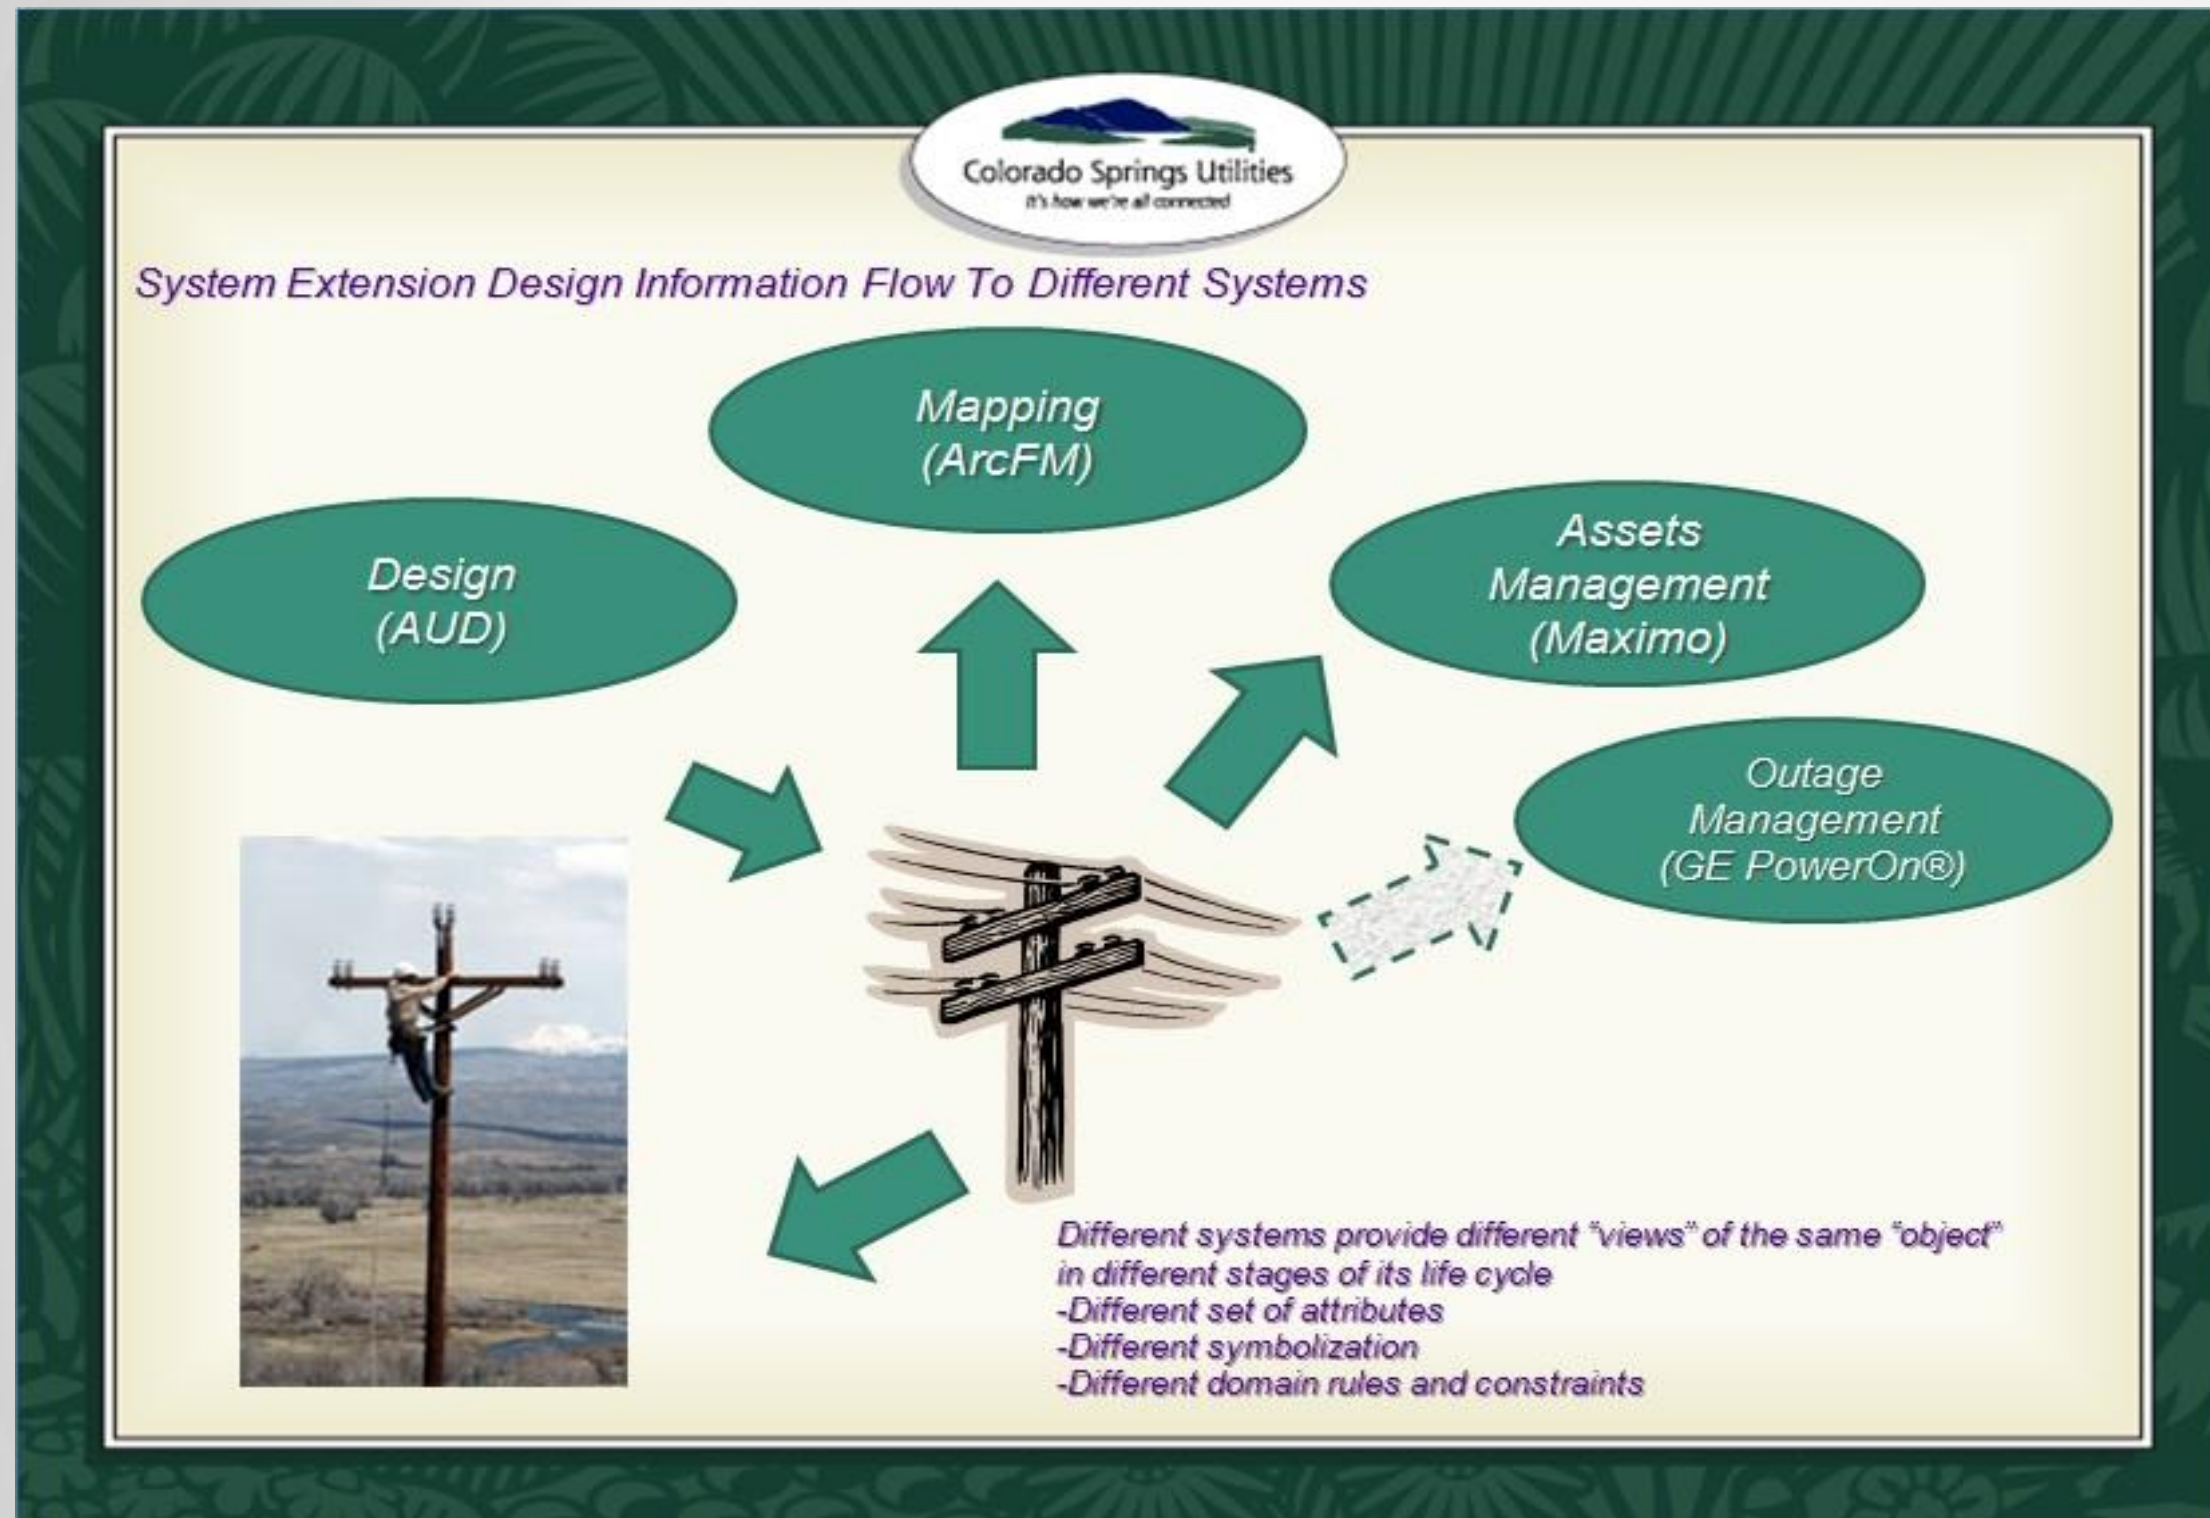 Colorado Springs Utilities
It's how we're all connected
System Extension Design Information Flow To Different Systems
Mapping
(ArcFM)
Design
(AUD)
Assets
Management
(Maximo)
Outage
Management
(GE PowerOn®)
Different systems provide different "views" of the same "object"
in different stages of its life cycle
-Different set of attributes
-Different symbolization
-Different domain rules and constraints